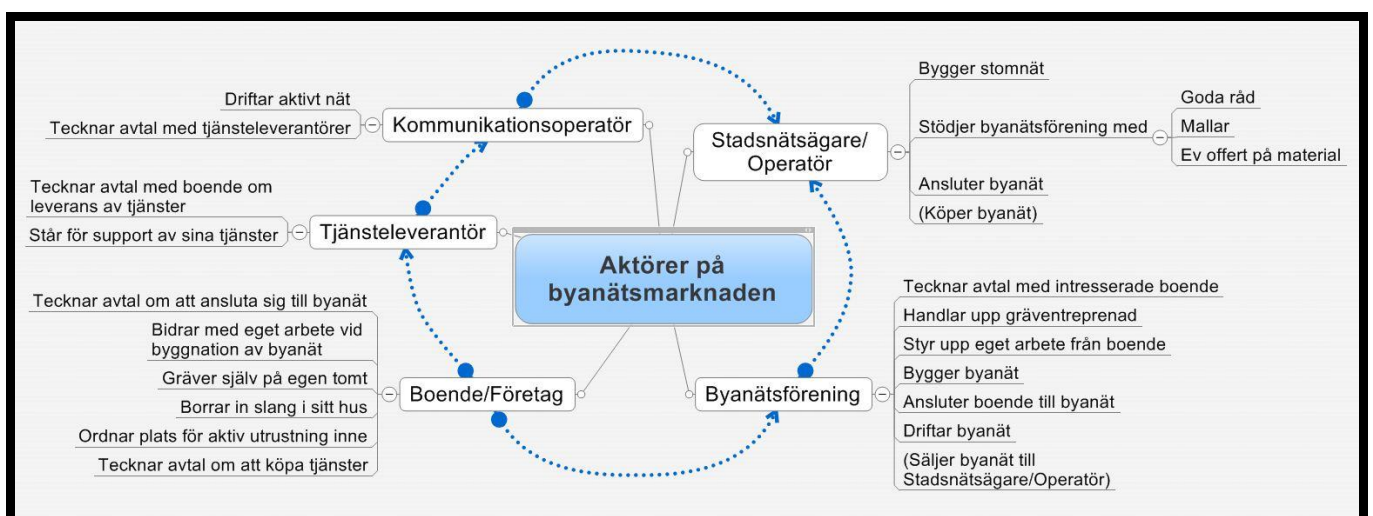 Aktörer på
byanätsmarknaden
Kommunikationsoperatör
Driftar aktivt nät
Tecknar avtal med tjänsteleverantörer
Stadsnätsägare/
Operatör
Bygger stomnät
Stödjer byanätsförening med
Goda råd
Mallar
Ev offert på material
Ansluter byanät
(Köper byanät)
Tjänsteleverantör
Tecknar avtal med boende om
leverans av tjänster
Står för support av sina tjänster
Boende/Företag
Tecknar avtal om att ansluta sig till byanät
Bidrar med eget arbete vid
byggnation av byanät
Gräver själv på egen tomt
Borrar in slang i sitt hus
Ordnar plats för aktiv utrustning inne
Tecknar avtal om att köpa tjänster
Byanätsförening
Tecknar avtal med intresserade boende
Handlar upp gräventreprenad
Styr upp eget arbete från boende
Bygger byanät
Ansluter boende till byanät
Driftar byanät
(Säljer byanät till
Stadsnätsägare/Operatör)